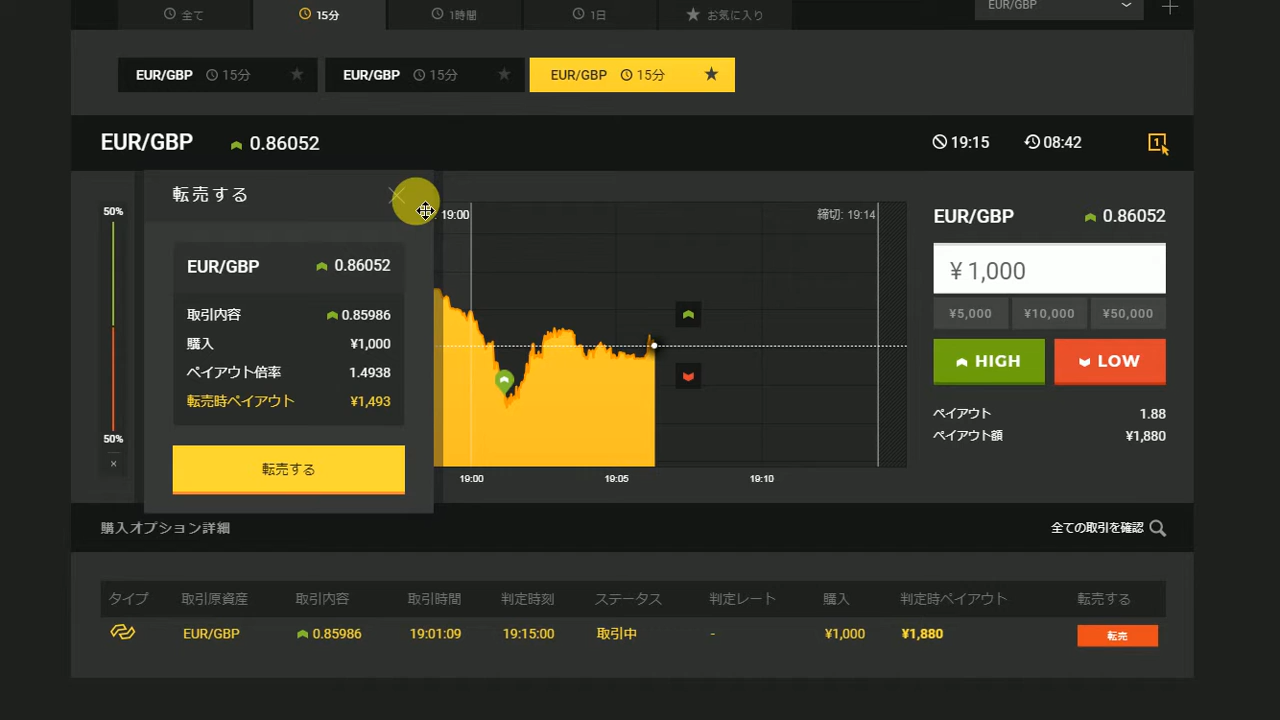 全て 15分 1時間 1日 お気に入り EUR/GBP
EUR/GBP 15分 EUR/GBP 15分 EUR/GBP 15分
EUR/GBP 0.86052 19:15 08:42 1
転売する
50%
EUR/GBP 0.86052
取引内容 0.85986
購入 ¥1,000
ペイアウト倍率 1.4938
転売時ペイアウト ¥1,493
転売する
50%
×
: 19:00 締切: 19:14
19:00 19:05 19:10
EUR/GBP 0.86052
¥ 1,000
¥5,000 ¥10,000 ¥50,000
HIGH LOW
ペイアウト 1.88
ペイアウト額 ¥1,880
購入オプション詳細 全ての取引を確認
タイプ 取引原資産 取引内容 取引時間 判定時刻 ステータス 判定レート 購入 判定時ペイアウト 転売する
EUR/GBP 0.85986 19:01:09 19:15:00 取引中 - ¥1,000 ¥1,880 転売